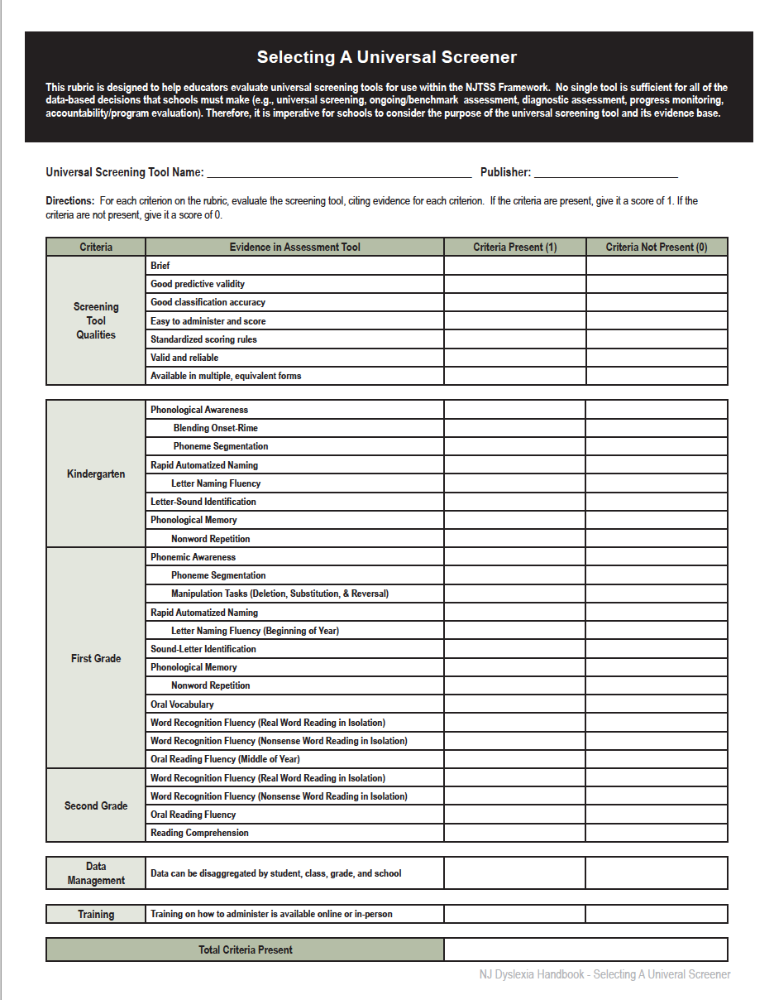 Selecting A Universal Screener
This rubric is designed to help educators evaluate universal screening tools for use within the NJTSS Framework.  No single tool is sufficient for all of the
data-based decisions that schools must make (e.g., universal screening, ongoing/benchmark  assessment, diagnostic assessment, progress monitoring,
accountability/program evaluation). Therefore, it is imperative for schools to consider the purpose of the universal screening tool and its evidence base.
Universal Screening Tool Name: ________________________________________ Publisher: ______________________
Directions:  For each criterion on the rubric, evaluate the screening tool, citing evidence for each criterion.  If the criteria are present, give it a score of 1. If the
criteria are not present, give it a score of 0.
Criteria Evidence in Assessment Tool Criteria Present (1) Criteria Not Present (0)
Screening
Tool
Qualities
Brief
Good predictive validity
Good classification accuracy
Easy to administer and score
Standardized scoring rules
Valid and reliable
Available in multiple, equivalent forms
Kindergarten
Phonological Awareness
Blending Onset-Rime
Phoneme Segmentation
Rapid Automatized Naming
Letter Naming Fluency
Letter-Sound Identification
Phonological Memory
Nonword Repetition
First Grade
Phonemic Awareness
Phoneme Segmentation
Manipulation Tasks (Deletion, Substitution, & Reversal)
Rapid Automatized Naming
Letter Naming Fluency (Beginning of Year)
Sound-Letter Identification
Phonological Memory
Nonword Repetition
Oral Vocabulary
Word Recognition Fluency (Real Word Reading in Isolation)
Word Recognition Fluency (Nonsense Word Reading in Isolation)
Oral Reading Fluency (Middle of Year)
Second Grade
Word Recognition Fluency (Real Word Reading in Isolation)
Word Recognition Fluency (Nonsense Word Reading in Isolation)
Oral Reading Fluency
Reading Comprehension
Data
Management
Data can be disaggregated by student, class, grade, and school
Training
Training on how to administer is available online or in-person
Total Criteria Present
NJ Dyslexia Handbook - Selecting A Univeral Screener